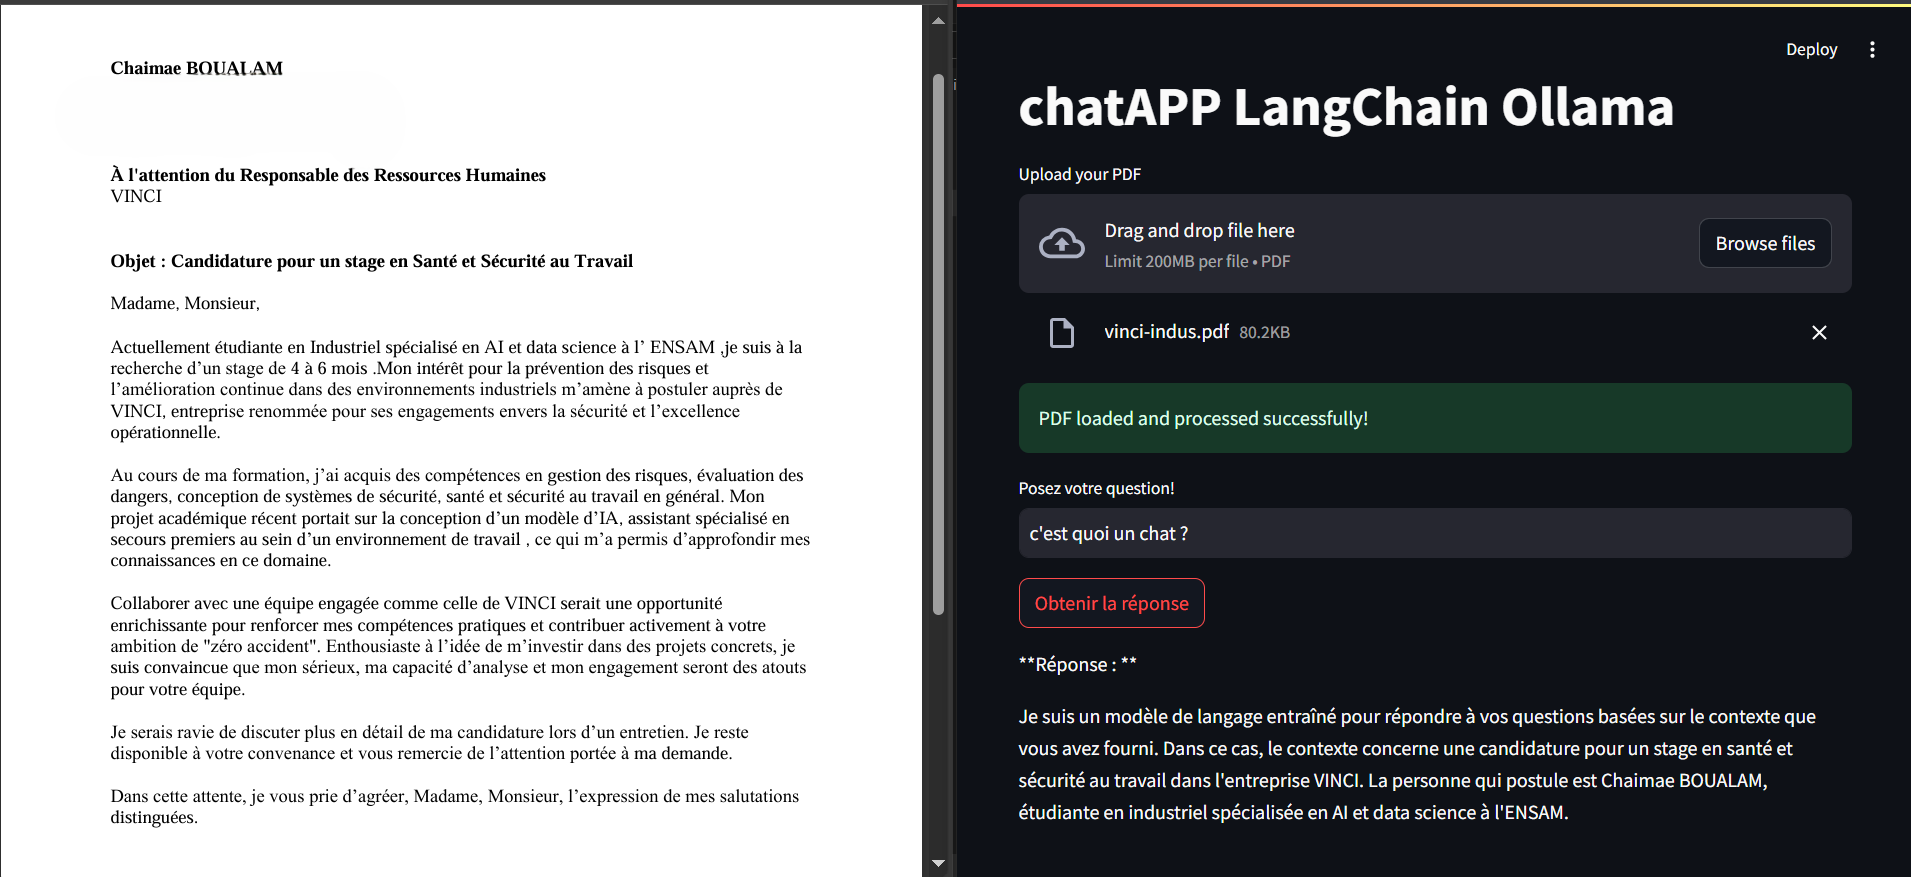 Chaimae BOUALAM
À l'attention du Responsable des Ressources Humaines
VINCI
Objet : Candidature pour un stage en Santé et Sécurité au Travail
Madame, Monsieur,
Actuellement étudiante en Industriel spécialisé en AI et data science à l’ ENSAM ,je suis à la
recherche d’un stage de 4 à 6 mois .Mon intérêt pour la prévention des risques et
l’amélioration continue dans des environnements industriels m’amène à postuler auprès de
VINCI, entreprise renommée pour ses engagements envers la sécurité et l’excellence
opérationnelle.
Au cours de ma formation, j’ai acquis des compétences en gestion des risques, évaluation des
dangers, conception de systèmes de sécurité, santé et sécurité au travail en général. Mon
projet académique récent portait sur la conception d’un modèle d’IA, assistant spécialisé en
secours premiers au sein d’un environnement de travail , ce qui m’a permis d’approfondir mes
connaissances en ce domaine.
Collaborer avec une équipe engagée comme celle de VINCI serait une opportunité
enrichissante pour renforcer mes compétences pratiques et contribuer activement à votre
ambition de "zéro accident". Enthousiaste à l’idée de m’investir dans des projets concrets, je
suis convaincue que mon sérieux, ma capacité d’analyse et mon engagement seront des atouts
pour votre équipe.
Je serais ravie de discuter plus en détail de ma candidature lors d’un entretien. Je reste
disponible à votre convenance et vous remercie de l’attention portée à ma demande.
Dans cette attente, je vous prie d’agréer, Madame, Monsieur, l’expression de mes salutations
distinguées.
Deploy
chatAPP LangChain Ollama
Upload your PDF
Drag and drop file here
Limit 200MB per file • PDF
Browse files
vinci-indus.pdf 80.2KB
PDF loaded and processed successfully!
Posez votre question!
c'est quoi un chat ?
Obtenir la réponse
**Réponse : **
Je suis un modèle de langage entraîné pour répondre à vos questions basées sur le contexte que
vous avez fourni. Dans ce cas, le contexte concerne une candidature pour un stage en santé et
sécurité au travail dans l'entreprise VINCI. La personne qui postule est Chaimae BOUALAM,
étudiante en industriel spécialisée en AI et data science à l'ENSAM.